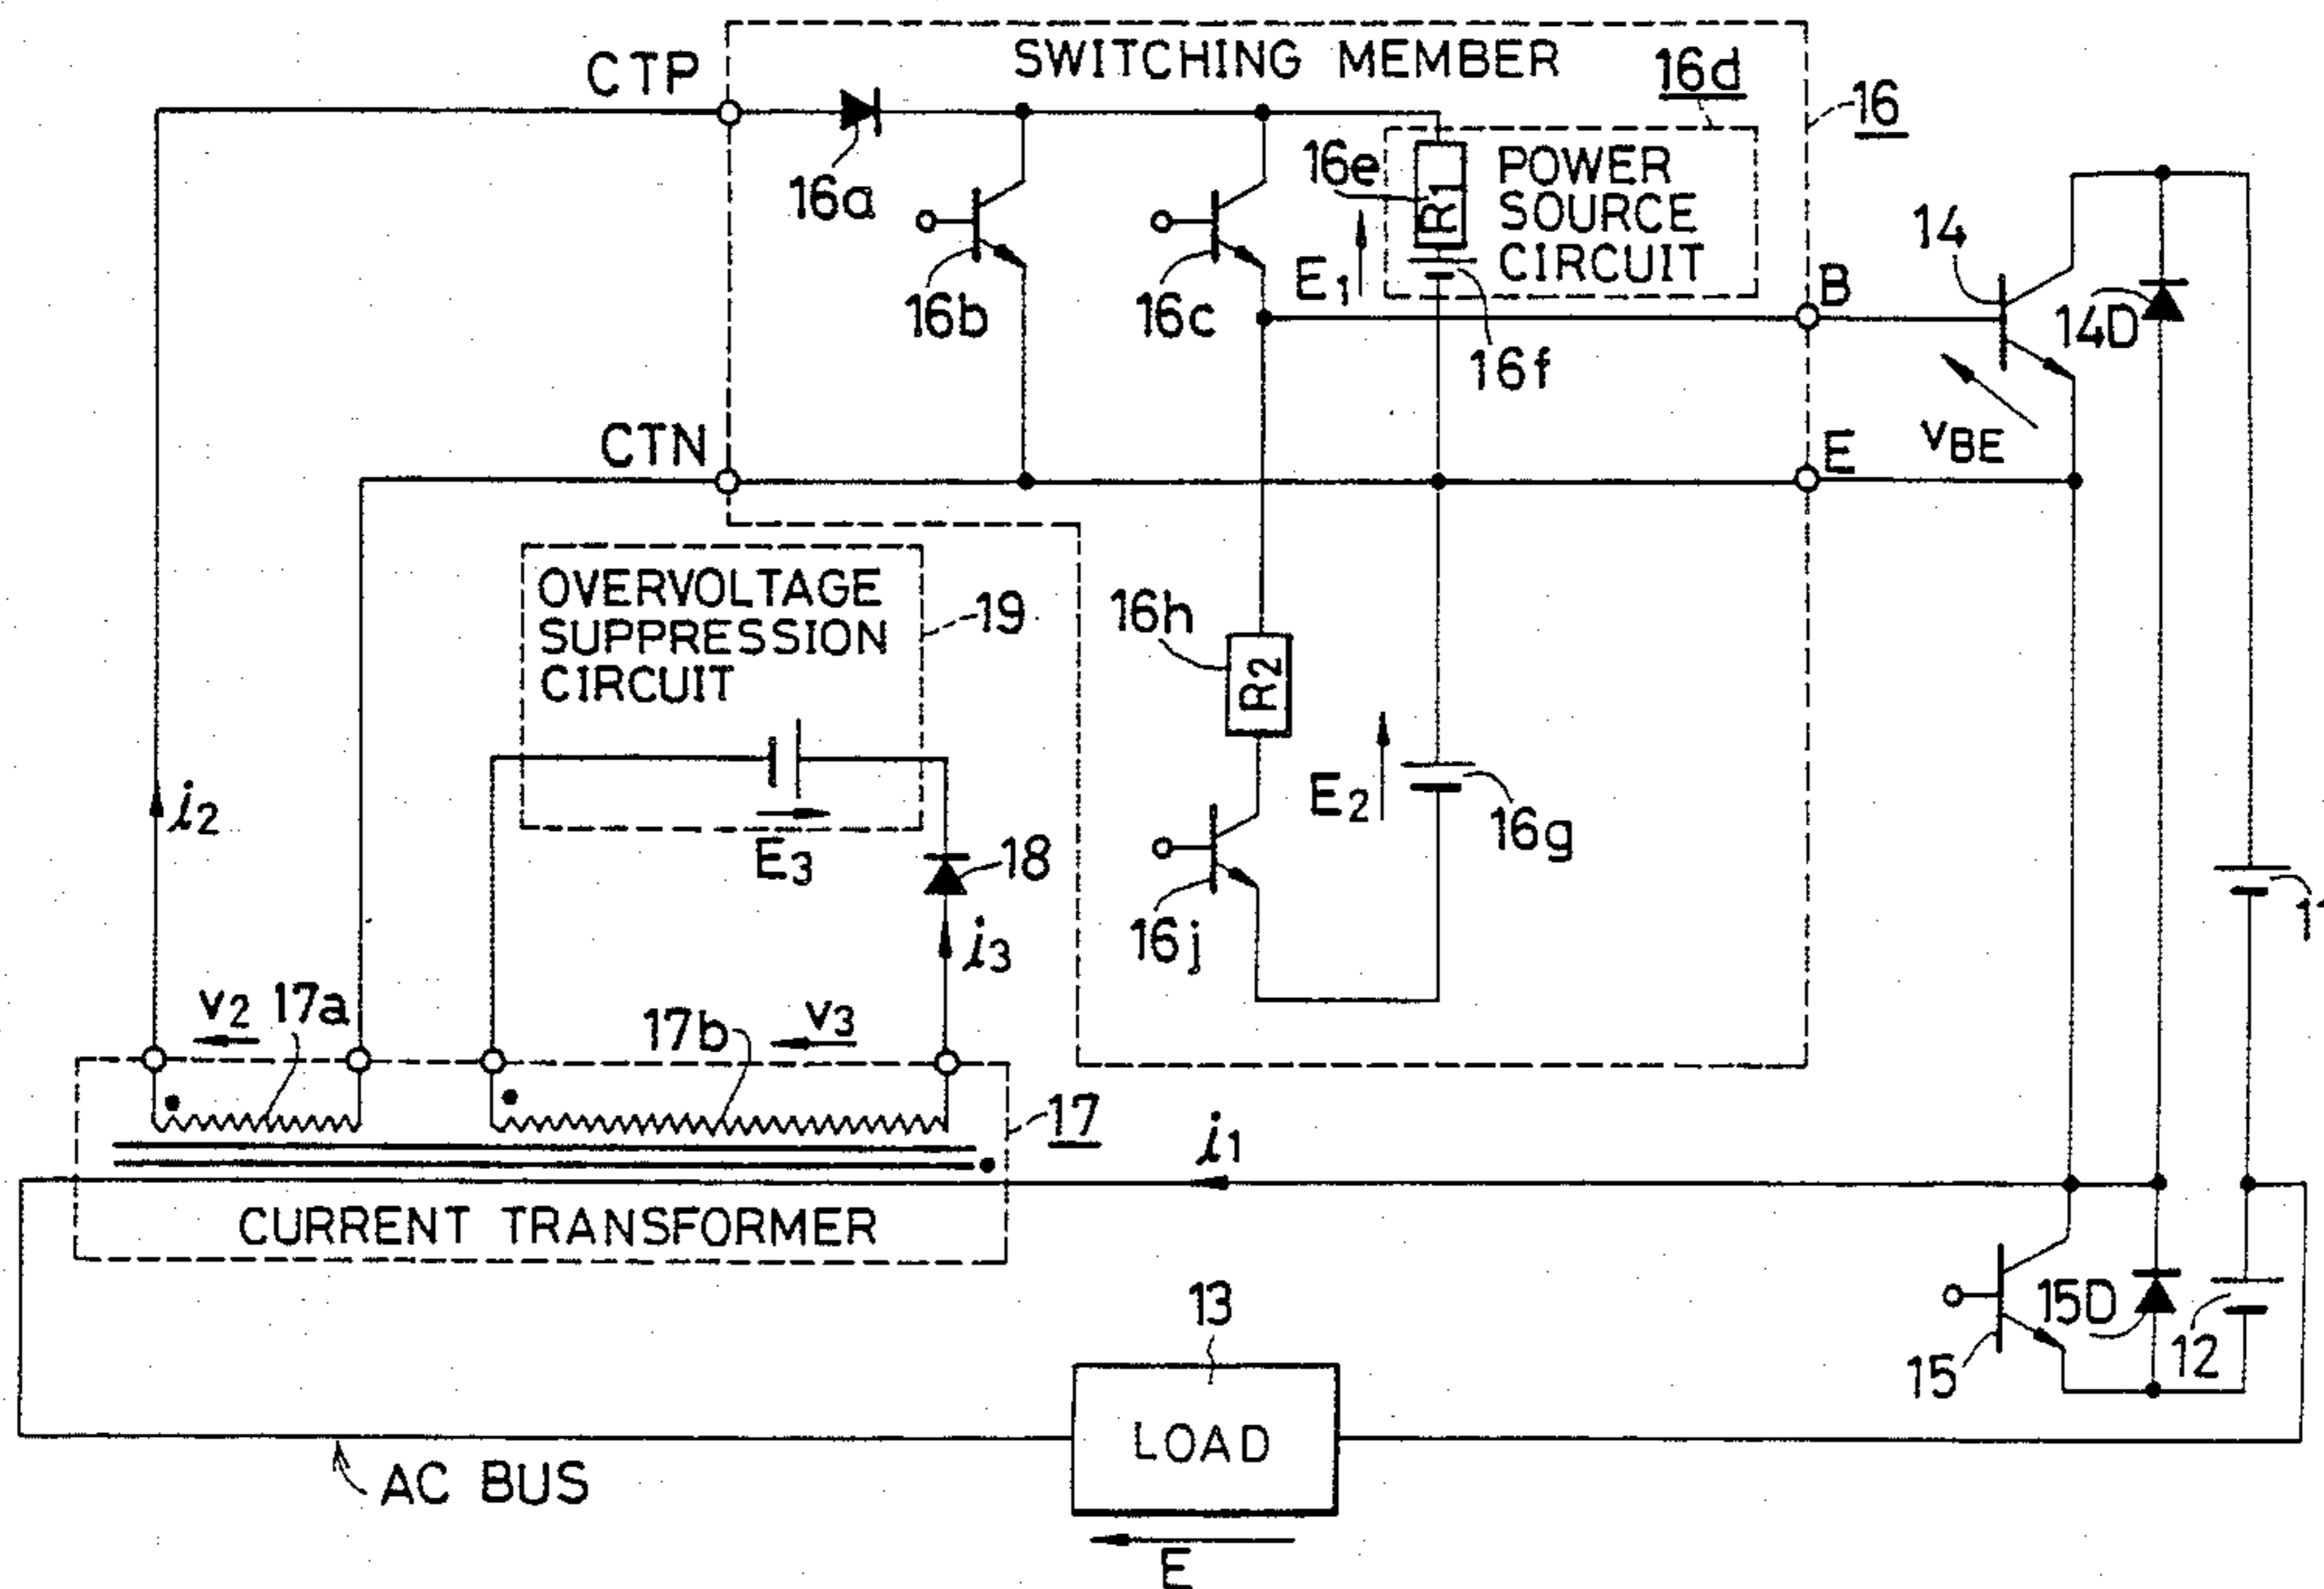 CTP
SWITCHING MEMBER
16d
16
16a
16e
R1
POWER
SOURCE
CIRCUIT
14
16b
16c
E1
B
14D
16f
CTN
E
VBE
OVERVOLTAGE
SUPPRESSION
CIRCUIT
19
16h
R2
i2
E3
18
E2
16g
16j
i3
11
v2
17a
17b
v3
17
i1
CURRENT TRANSFORMER
13
15D
12
15
LOAD
AC BUS
E